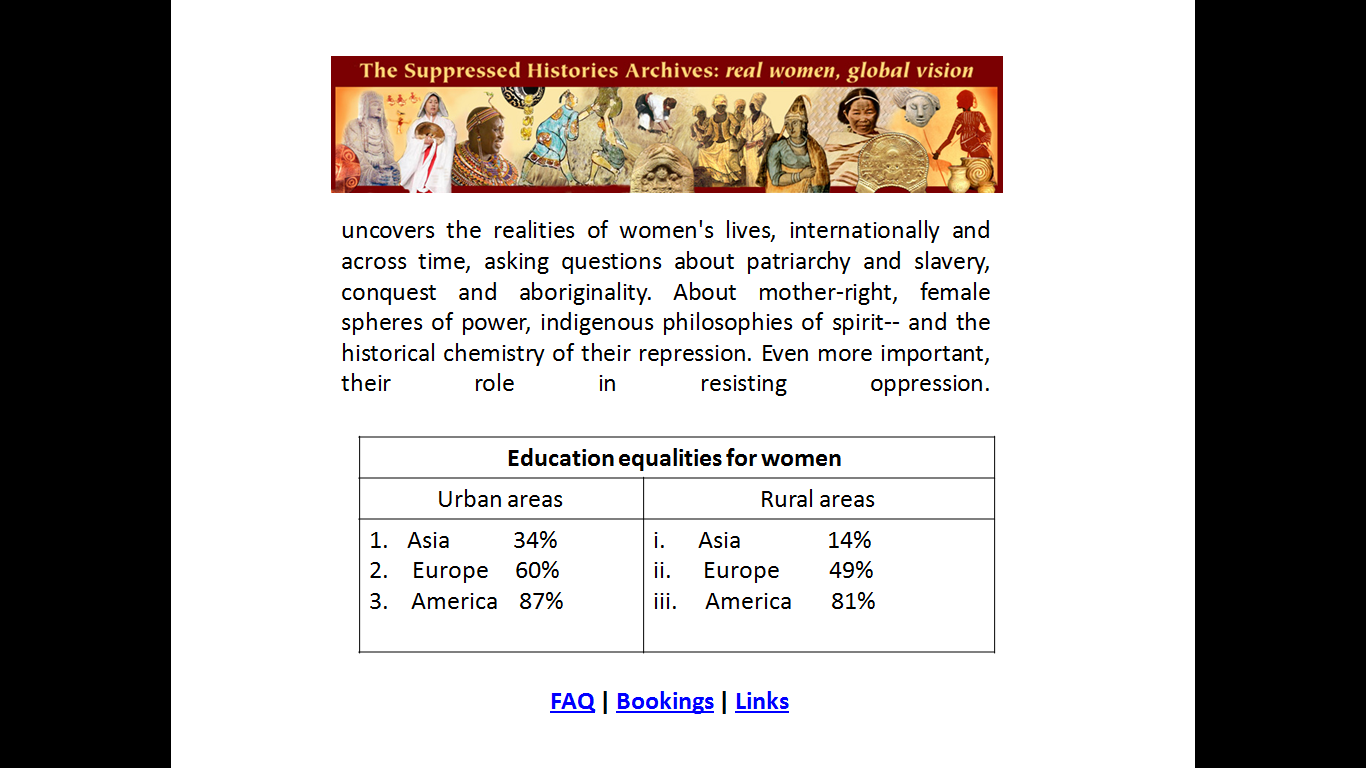 The Suppressed Histories Archives: real women, global vision
uncovers the realities of women's lives, internationally and
across time, asking questions about patriarchy and slavery,
conquest and aboriginality. About mother-right, female
spheres of power, indigenous philosophies of spirit-- and the
historical chemistry of their repression. Even more important,
their role in resisting oppression.
Education equalities for women
Urban areas Rural areas
1. Asia 34% i. Asia 14%
2. Europe 60% ii. Europe 49%
3. America 87% iii. America 81%
FAQ | Bookings | Links